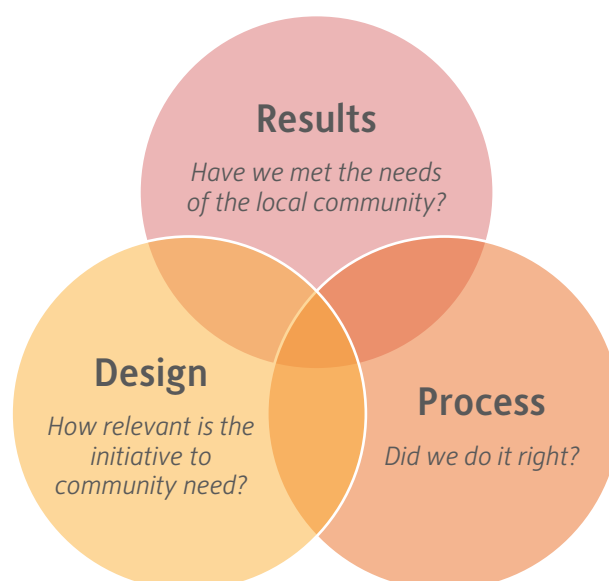 Results
Have we met the needs
of the local community?
Design
How relevant is the
initiative to
community need?
Process
Did we do it right?